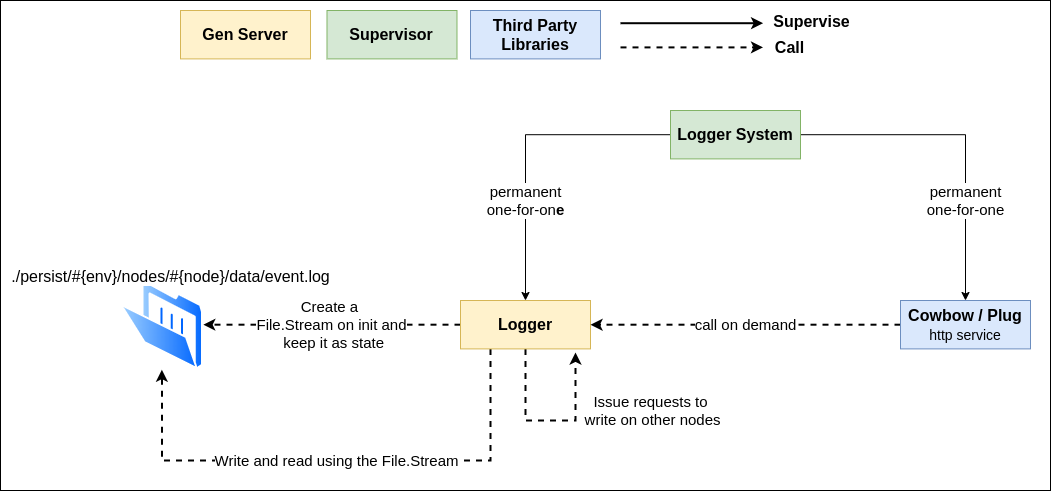 Gen Server
Supervisor
Third Party
Libraries
Supervise
Call
Logger System
permanent
one-for-one
permanent
one-for-one
./persist/#{env}/nodes/#{node}/data/event.log
Create a
File.Stream on init and
keep it as state
Logger
call on demand
Cowbow / Plug
http service
Issue requests to
write on other nodes
Write and read using the File.Stream